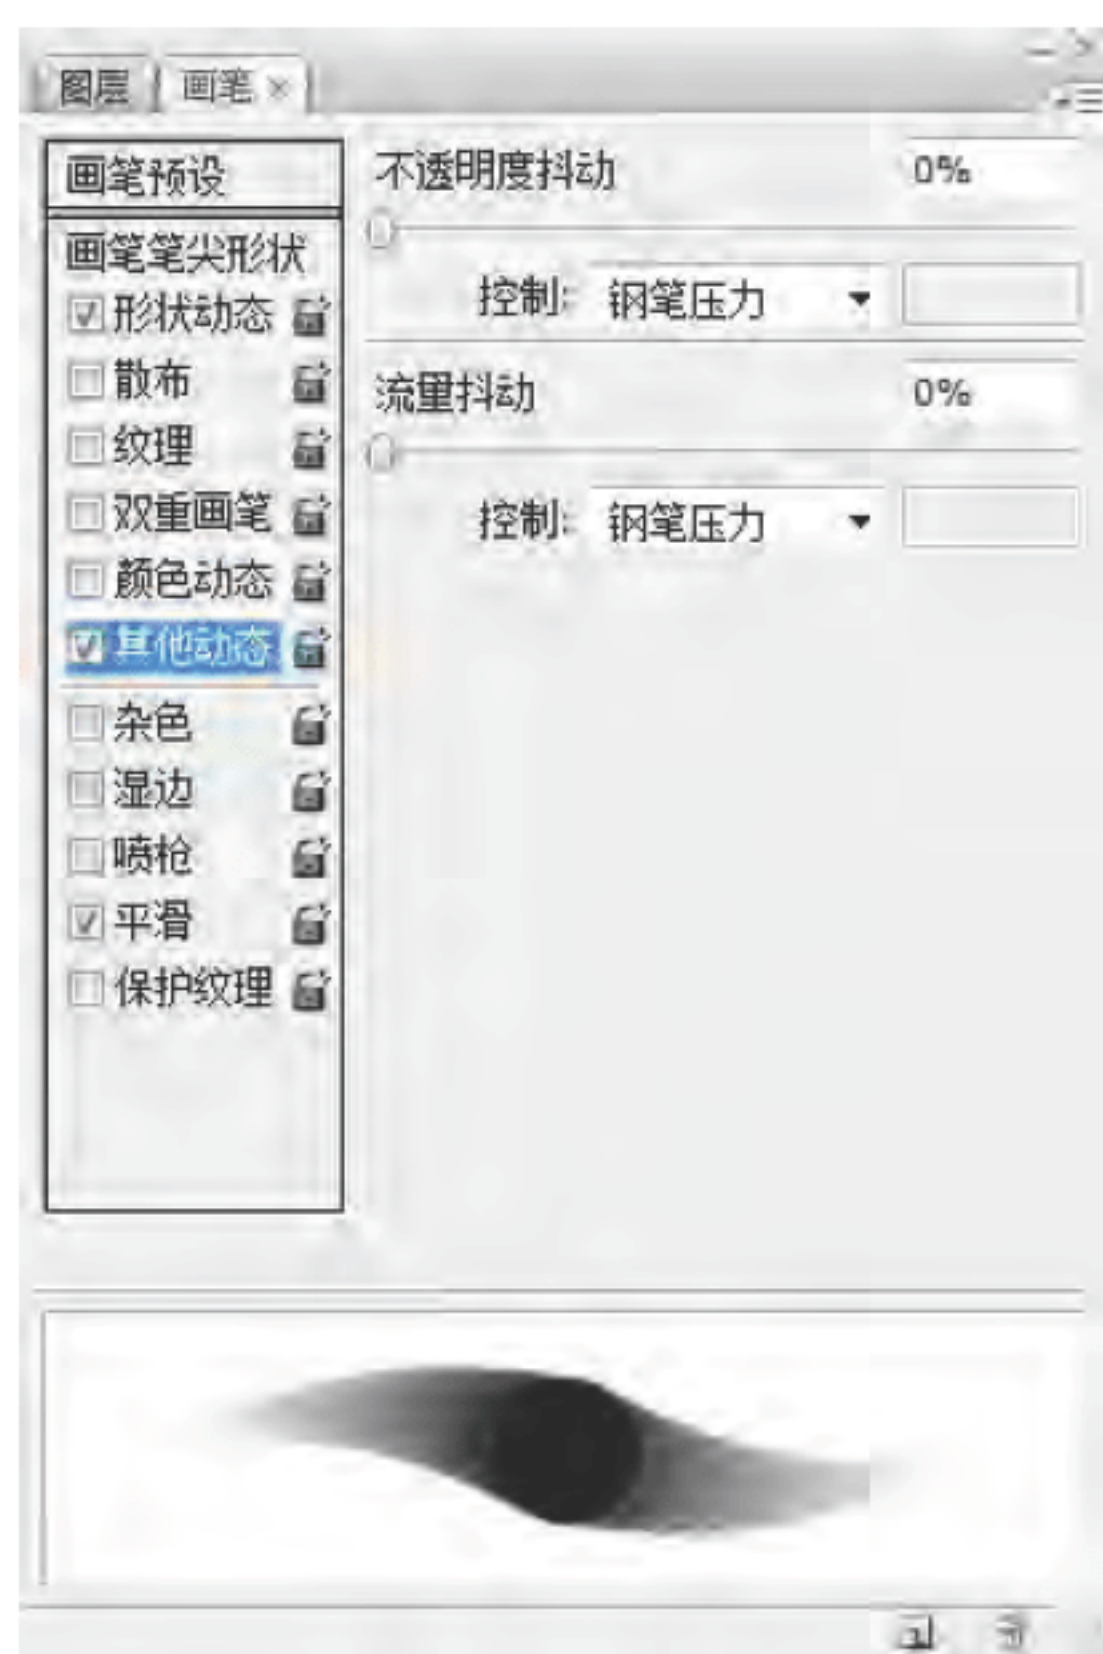 图层 画笔 ×
画笔预设
画笔笔尖形状
形状动态
散布
纹理
双重画笔
颜色动态
其他动态
杂色
湿边
喷枪
平滑
保护纹理
不透明度抖动 0%
控制: 钢笔压力
流量抖动 0%
控制: 钢笔压力